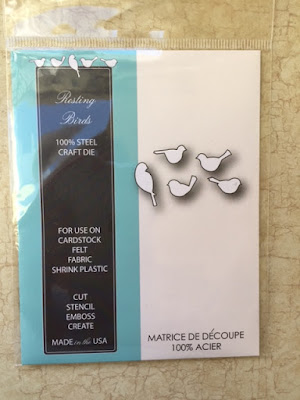 Resting
Birds
100% STEEL
CRAFT DIE
FOR USE ON
CARDSTOCK
FELT
FABRIC
SHRINK PLASTIC
CUT
STENCIL
EMBOSS
CREATE
MADE in the USA
MATRICE DE DÉCOUPE
100% ACIER